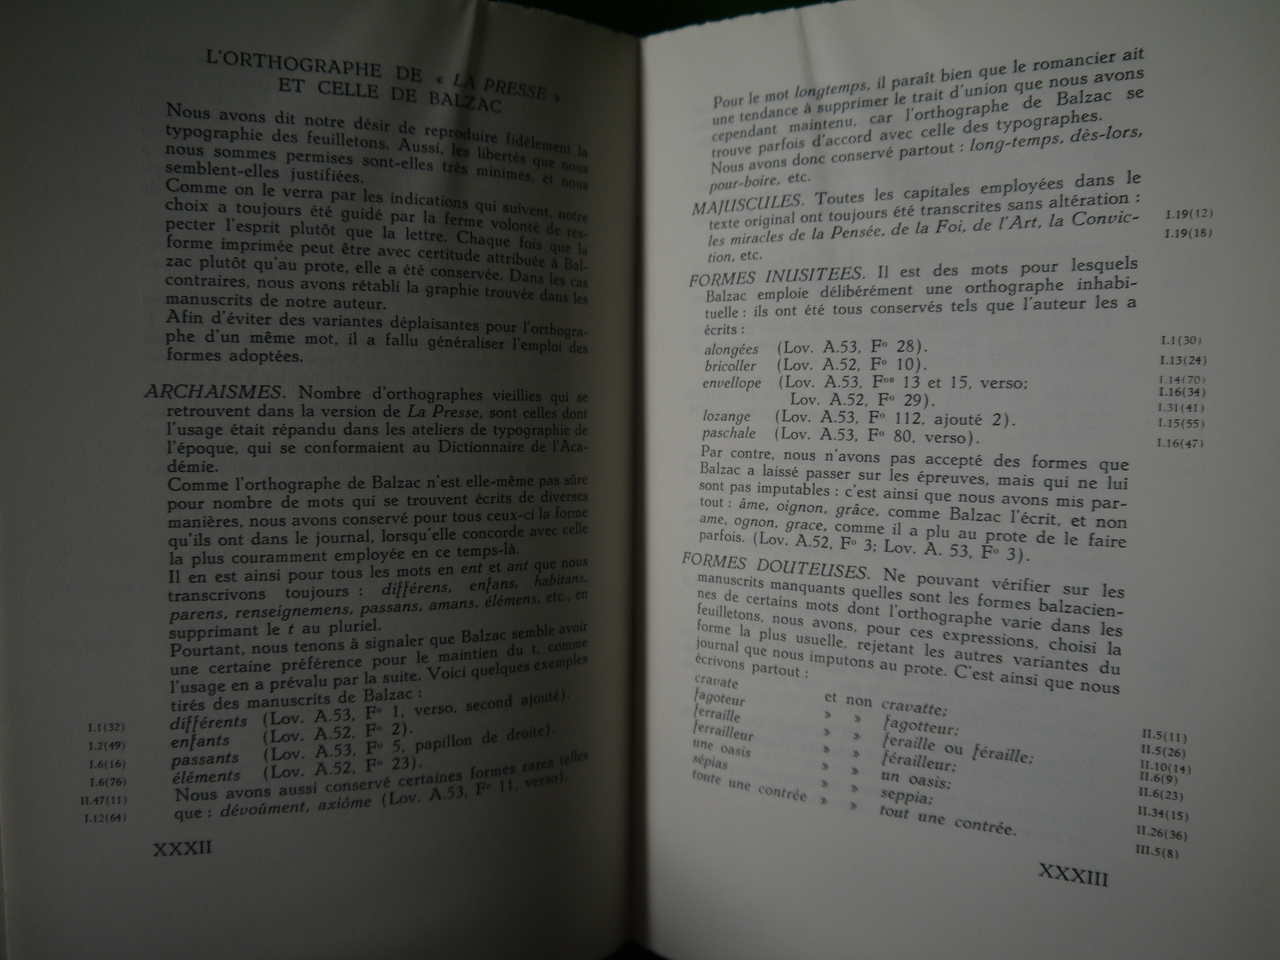 L'ORTHOGRAPHE DE « LA PRESSE »
ET CELLE DE BALZAC
Nous avons dit notre désir de reproduire fidèlement la
typographie des feuilletons. Aussi, les libertés que nous
nous sommes permises sont-elles très minimes, et nous
semblent-elles justifiées.
Comme on le verra par les indications qui suivent, notre
choix a toujours été guidé par la ferme volonté de res-
pecter l'esprit plutôt que la lettre. Chaque fois que la
forme imprimée peut être avec certitude attribuée à Bal-
zac plutôt qu'au prote, elle a été conservée. Dans les cas
contraires, nous avons rétabli la graphie trouvée dans les
manuscrits de notre auteur.
Afin d'éviter des variantes déplaisantes pour l'orthogra-
phe d'un même mot, il a fallu généraliser l'emploi des
formes adoptées.
ARCHAISMES. Nombre d'orthographes vieillies qui se
retrouvent dans la version de La Presse, sont celles dont
l'usage était répandu dans les ateliers de typographie de
l'époque, qui se conformaient au Dictionnaire de l'Aca-
démie.
Comme l'orthographe de Balzac n'est elle-même pas sûre
pour nombre de mots qui se trouvent écrits de diverses
manières, nous avons conservé pour tous ceux-ci la forme
qu'ils ont dans le journal, lorsqu'elle concorde avec celle
la plus couramment employée en ce temps-là.
Il en est ainsi pour tous les mots en ent et ant que nous
transcrivons toujours : différens, enfans, habitans,
parens, renseignemens, passans, amans, élémens, etc., en
supprimant le t au pluriel.
Pourtant, nous tenons à signaler que Balzac semble avoir
une certaine préférence pour le maintien du t, comme
l'usage en a prévalu par la suite. Voici quelques exemples
tirés des manuscrits de Balzac :
I.1(32) différents (Lov. A.53, Fº 1, verso, second ajouté).
I.2(49) enfants (Lov. A.52, Fº 2).
I.6(16) passants (Lov. A.53, Fº 5, papillon de droite).
I.6(76) éléments (Lov. A.52, Fº 23).
II.47(11) Nous avons aussi conservé certaines formes rares telles
I.12(64) que : dévoûment, axiôme (Lov. A.53, Fº 11, verso).
XXXII
Pour le mot longtemps, il paraît bien que le romancier ait
une tendance à supprimer le trait d'union que nous avons
cependant maintenu, car l'orthographe de Balzac se
trouve parfois d'accord avec celle des typographes.
Nous avons donc conservé partout : long-temps, dès-lors,
pour-boire, etc.
MAJUSCULES. Toutes les capitales employées dans le
texte original ont toujours été transcrites sans altération :
les miracles de la Pensée, de la Foi, de l'Art, la Convic- I.19(12)
tion, etc. I.19(18)
FORMES INUSITEES. Il est des mots pour lesquels
Balzac emploie délibérément une orthographe inhabi-
tuelle : ils ont été tous conservés tels que l'auteur les a
écrits :
alongées (Lov. A.53, Fº 28). I.1(30)
bricoller (Lov. A.52, Fº 10). I.13(24)
envellope (Lov. A.53, Fos 13 et 15, verso; I.14(70)
Lov. A.52, Fº 29). I.16(34)
I.31(41)
lozange (Lov. A.53, Fº 112, ajouté 2). I.15(55)
paschale (Lov. A.53, Fº 80, verso). I.16(47)
Par contre, nous n'avons pas accepté des formes que
Balzac a laissé passer sur les épreuves, mais qui ne lui
sont pas imputables : c'est ainsi que nous avons mis par-
tout : âme, oignon, grâce, comme Balzac l'écrit, et non
ame, ognon, grace, comme il a plu au prote de le faire
parfois. (Lov. A.52, Fº 3; Lov. A. 53, Fº 3).
FORMES DOUTEUSES. Ne pouvant vérifier sur les
manuscrits manquants quelles sont les formes balzacien-
nes de certains mots dont l'orthographe varie dans les
feuilletons, nous avons, pour ces expressions, choisi la
forme la plus usuelle, rejetant les autres variantes du
journal que nous imputons au prote. C'est ainsi que nous
écrivons partout :
cravate et non cravatte; II.5(11)
fagoteur » » fagotteur; II.5(26)
ferraille » » feraille ou féraille; II.10(14)
ferrailleur » » férailleur; II.6(9)
II.6(23)
une oasis » » un oasis; II.34(15)
sépias » » seppia; II.26(36)
toute une contrée » » tout une contrée. III.5(8)
XXXIII